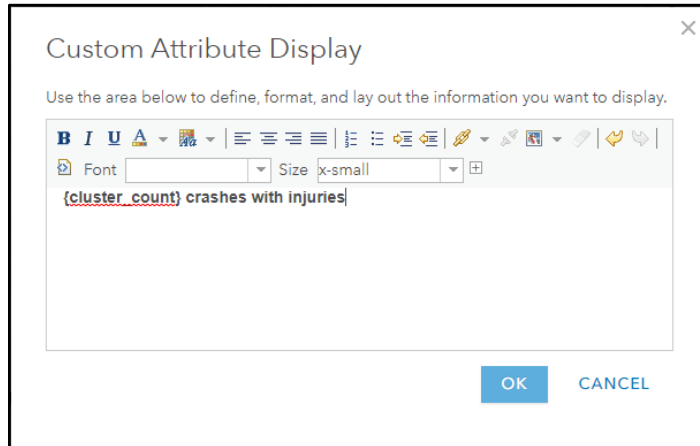 Custom Attribute Display
Use the area below to define, format, and lay out the information you want to display.
B I U A
Font Size x-small
{cluster_count} crashes with injuries
OK CANCEL